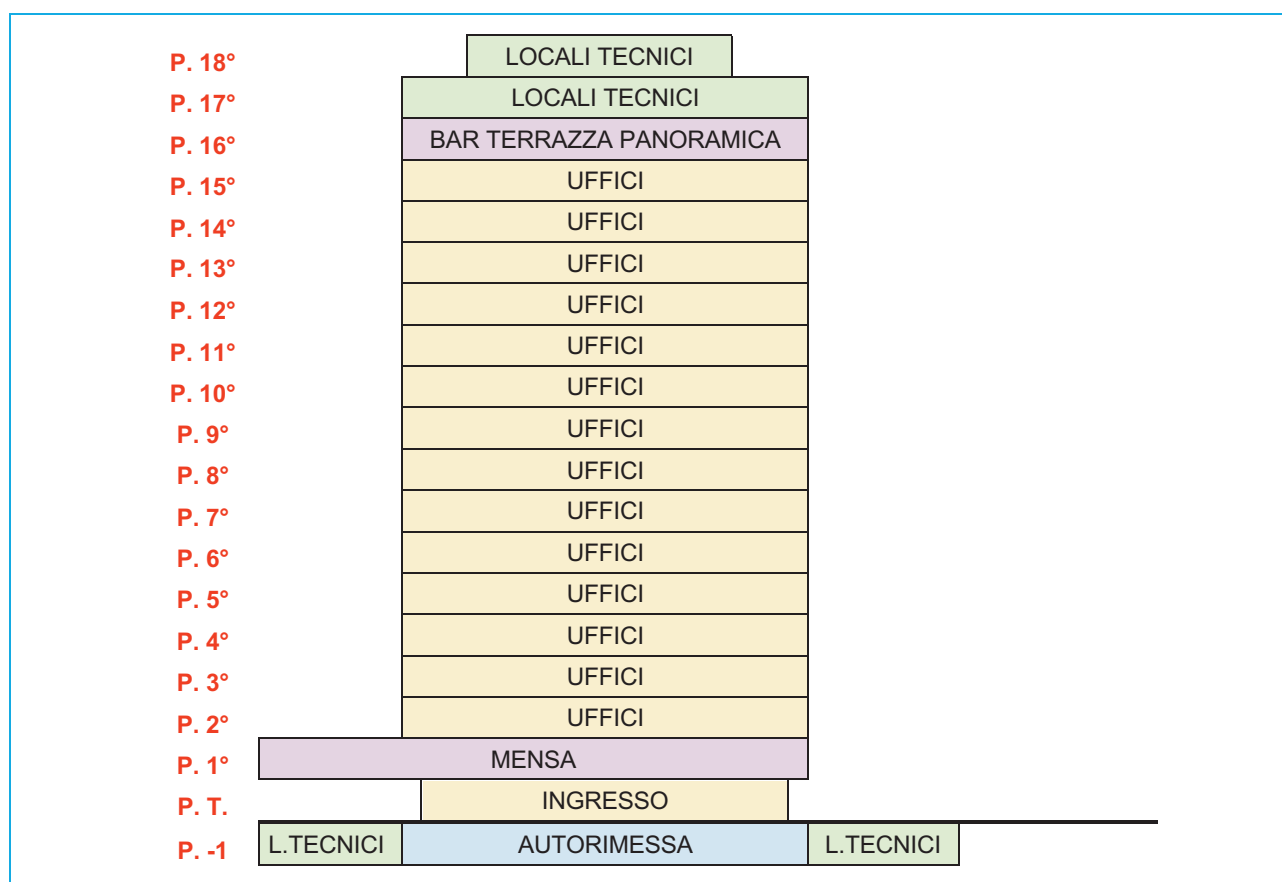 P. 18° LOCALI TECNICI
P. 17° LOCALI TECNICI
P. 16° BAR TERRAZZA PANORAMICA
P. 15° UFFICI
P. 14° UFFICI
P. 13° UFFICI
P. 12° UFFICI
P. 11° UFFICI
P. 10° UFFICI
P. 9° UFFICI
P. 8° UFFICI
P. 7° UFFICI
P. 6° UFFICI
P. 5° UFFICI
P. 4° UFFICI
P. 3° UFFICI
P. 2° UFFICI
P. 1° MENSA
P. T. INGRESSO
P. -1 L.TECNICI AUTORIMESSA L.TECNICI